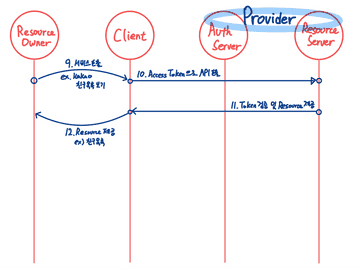 Provider
Resource
Owner
Client
Auth
Server
Resource
Server
9. 서비스 요청
ex. kakao
친구목록 보기
10. Access Token으로 API 호출
11. Token 검증 및 Resource 제공
12. Resource 제공
ex) 친구목록